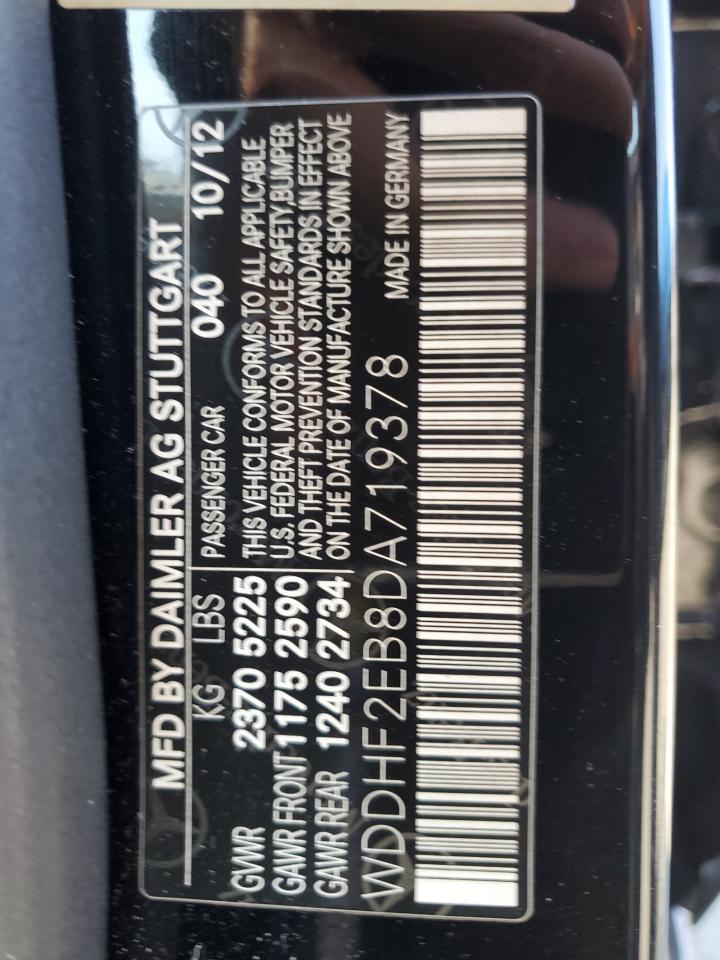 MFD BY DAIMLER AG STUTTGART
KG LBS PASSENGER CAR 040 10/12
GVWR 2370 5225 THIS VEHICLE CONFORMS TO ALL APPLICABLE
GAWR FRONT 1175 2590 U.S. FEDERAL MOTOR VEHICLE SAFETY,BUMPER
GAWR REAR 1240 2734 AND THEFT PREVENTION STANDARDS IN EFFECT
ON THE DATE OF MANUFACTURE SHOWN ABOVE
WDDHF2EB8DA719378 MADE IN GERMANY